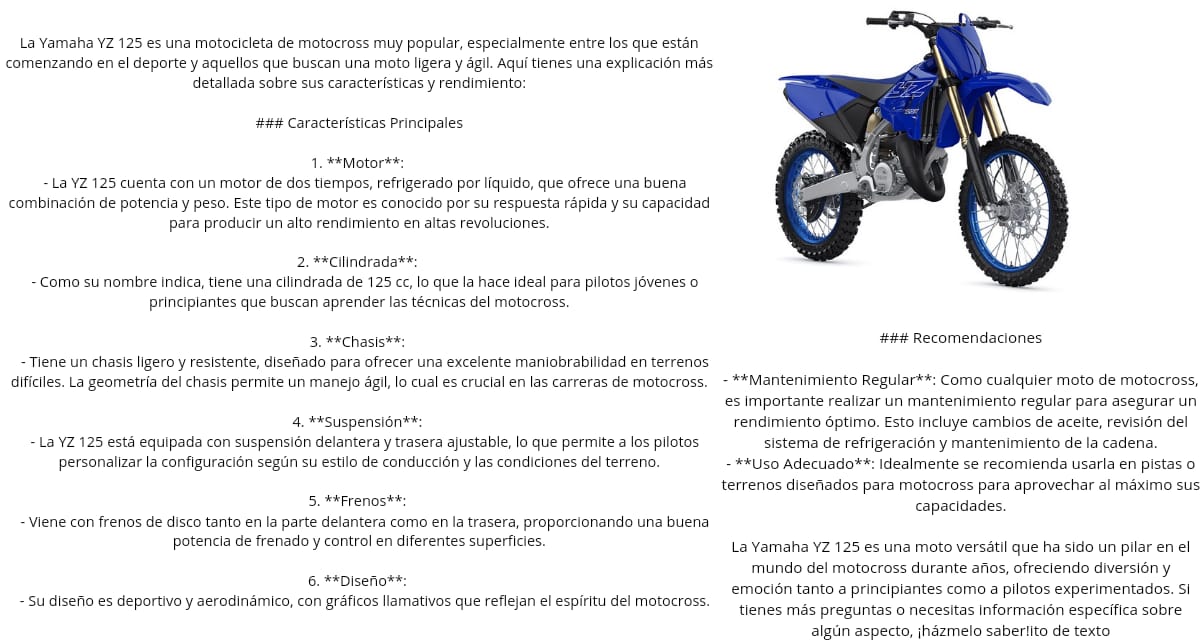 La Yamaha YZ 125 es una motocicleta de motocross muy popular, especialmente entre los que están
comenzando en el deporte y aquellos que buscan una moto ligera y ágil. Aquí tienes una explicación más
detallada sobre sus características y rendimiento:
### Características Principales
1. **Motor**:
- La YZ 125 cuenta con un motor de dos tiempos, refrigerado por líquido, que ofrece una buena
combinación de potencia y peso. Este tipo de motor es conocido por su respuesta rápida y su capacidad
para producir un alto rendimiento en altas revoluciones.
2. **Cilindrada**:
- Como su nombre indica, tiene una cilindrada de 125 cc, lo que la hace ideal para pilotos jóvenes o
principiantes que buscan aprender las técnicas del motocross.
3. **Chasis**:
- Tiene un chasis ligero y resistente, diseñado para ofrecer una excelente maniobrabilidad en terrenos
difíciles. La geometría del chasis permite un manejo ágil, lo cual es crucial en las carreras de motocross.
4. **Suspensión**:
- La YZ 125 está equipada con suspensión delantera y trasera ajustable, lo que permite a los pilotos
personalizar la configuración según su estilo de conducción y las condiciones del terreno.
5. **Frenos**:
- Viene con frenos de disco tanto en la parte delantera como en la trasera, proporcionando una buena
potencia de frenado y control en diferentes superficies.
6. **Diseño**:
- Su diseño es deportivo y aerodinámico, con gráficos llamativos que reflejan el espíritu del motocross.
YZ
### Recomendaciones
- **Mantenimiento Regular**: Como cualquier moto de motocross,
es importante realizar un mantenimiento regular para asegurar un
rendimiento óptimo. Esto incluye cambios de aceite, revisión del
sistema de refrigeración y mantenimiento de la cadena.
- **Uso Adecuado**: Idealmente se recomienda usarla en pistas o
terrenos diseñados para motocross para aprovechar al máximo sus
capacidades.
La Yamaha YZ 125 es una moto versátil que ha sido un pilar en el
mundo del motocross durante años, ofreciendo diversión y
emoción tanto a principiantes como a pilotos experimentados. Si
tienes más preguntas o necesitas información específica sobre
algún aspecto, ¡házmelo saber!ito de texto